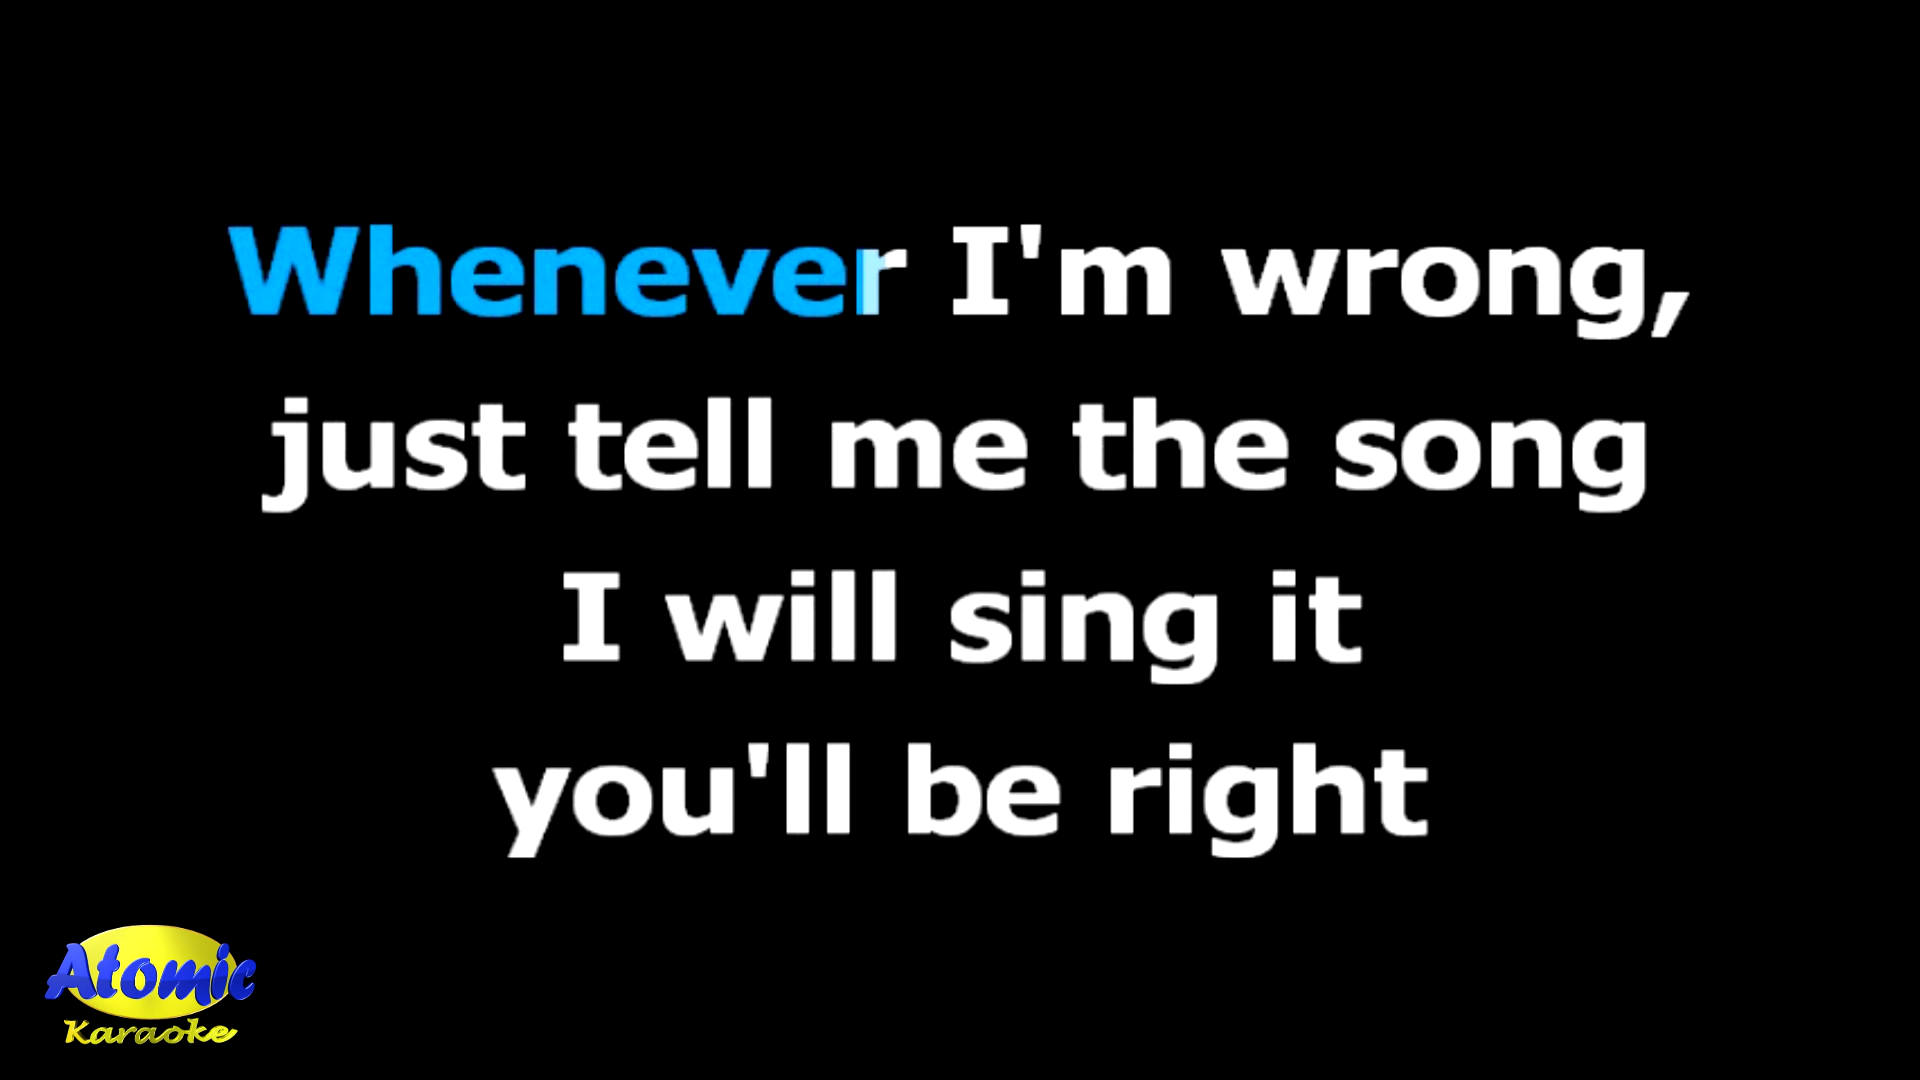 Whenever I'm wrong,
just tell me the song
I will sing it
you'll be right
Atomic
Karaoke